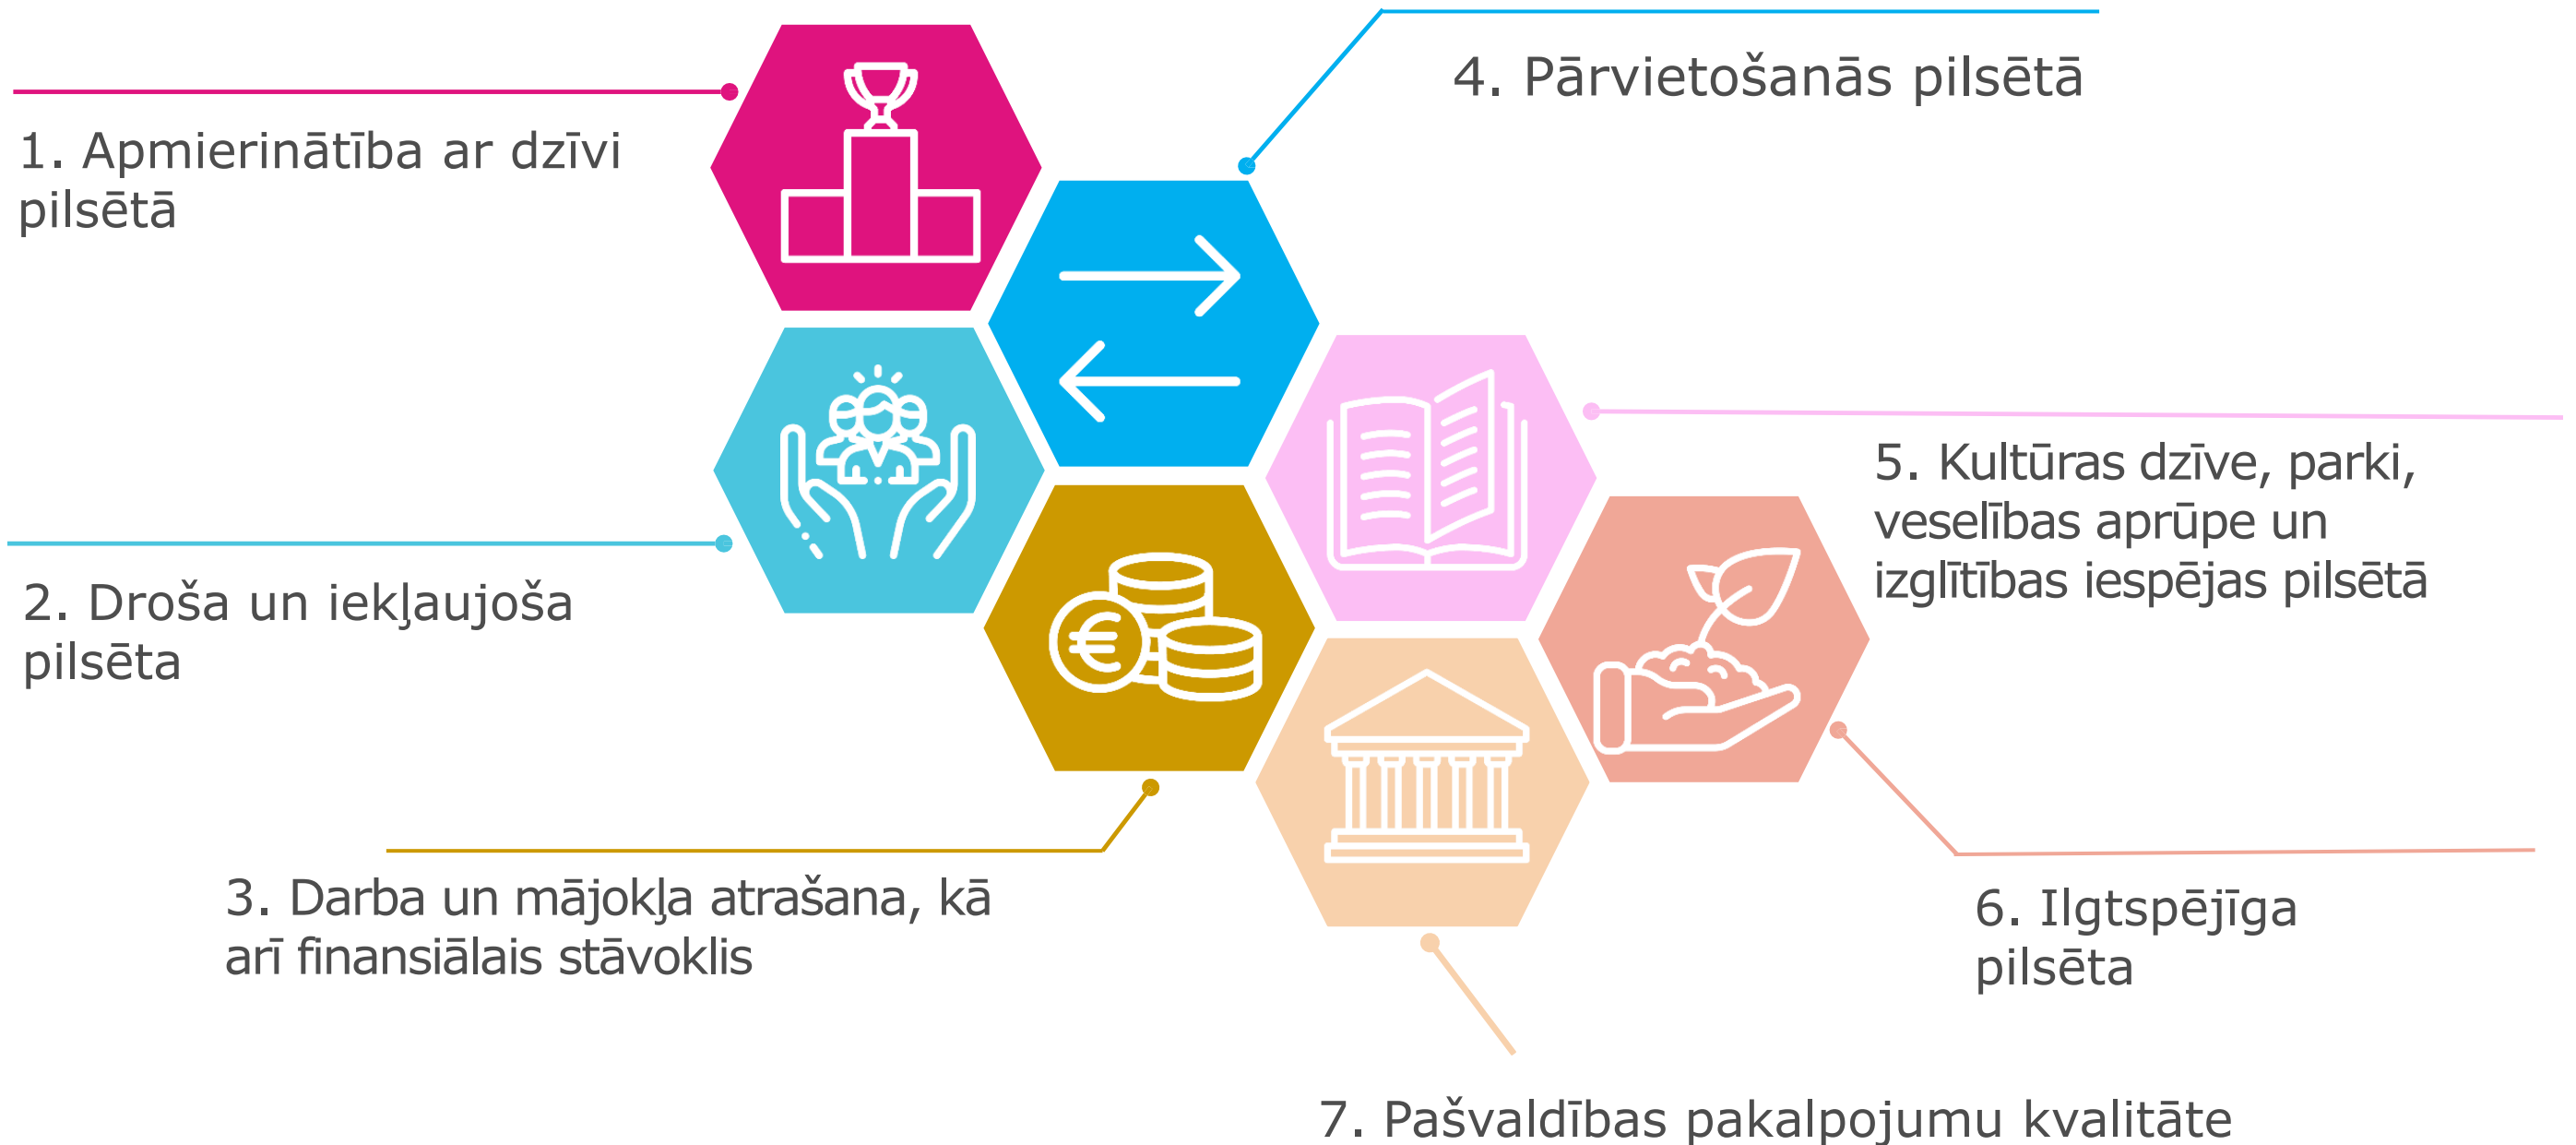 1. Apmierinātība ar dzīvi
pilsētā
2. Droša un iekļaujoša
pilsēta
3. Darba un mājokļa atrašana, kā
arī finansiālais stāvoklis
4. Pārvietošanās pilsētā
5. Kultūras dzīve, parki,
veselības aprūpe un
izglītības iespējas pilsētā
6. Ilgtspējīga
pilsēta
7. Pašvaldības pakalpojumu kvalitāte